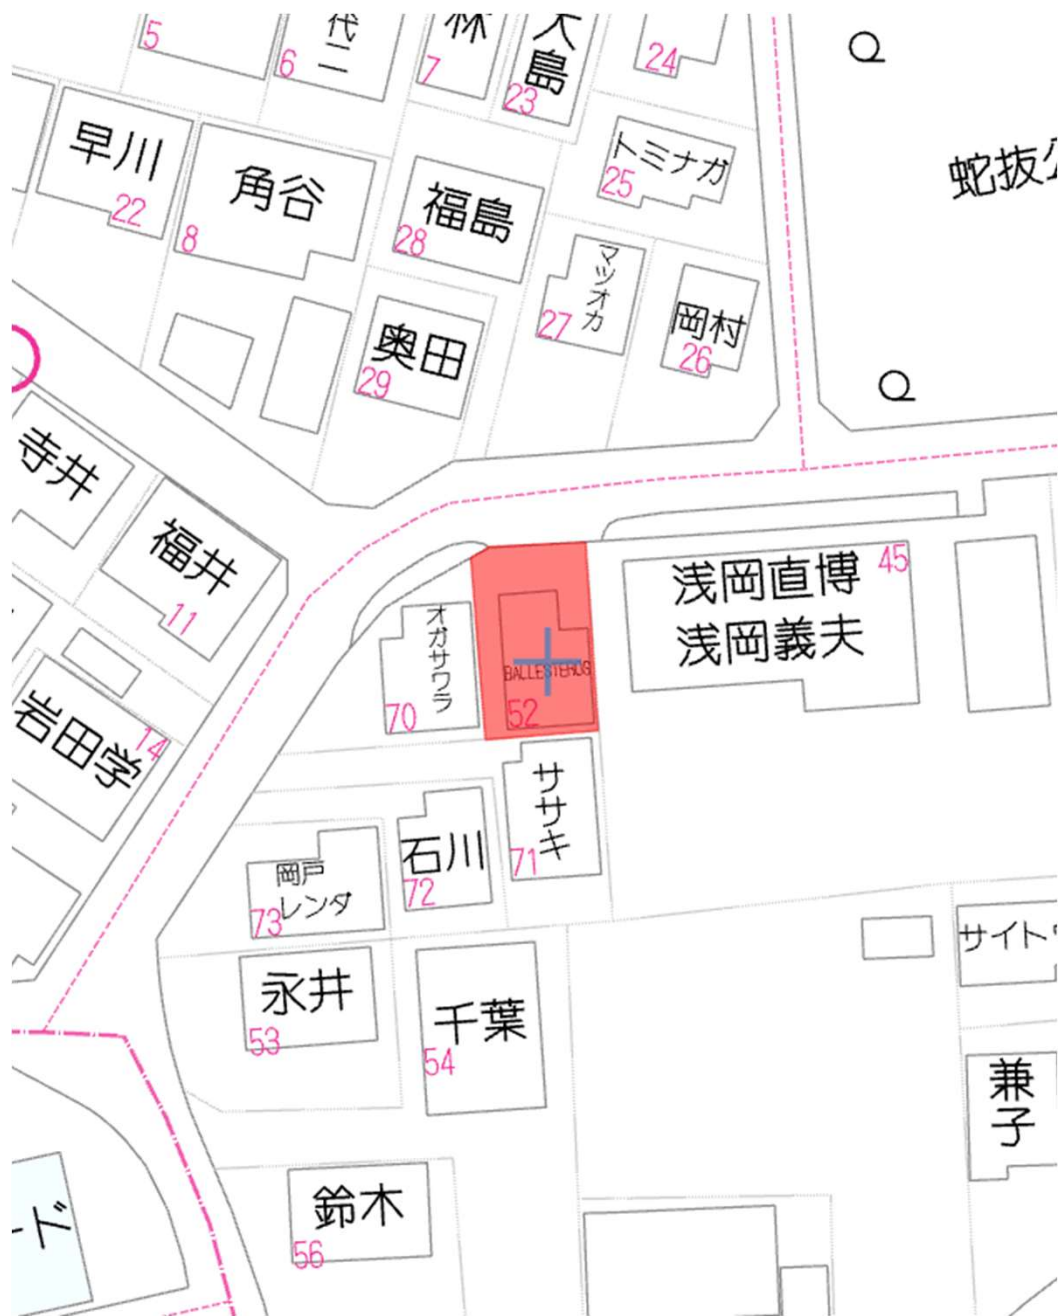 5
6
代二
7
林
23
大島
24
早川
22
角谷
8
福島
28
トミナガ
25
マツオカ
27
岡村
26
奥田
29
蛇抜
寺井
福井
11
岩田学
14
オガサワラ
70
BALLESTEROS
52
浅岡直博
浅岡義夫
45
ササキ
71
石川
72
岡戸
レンタ
73
永井
53
千葉
54
サイト
兼子
鈴木
56
ード